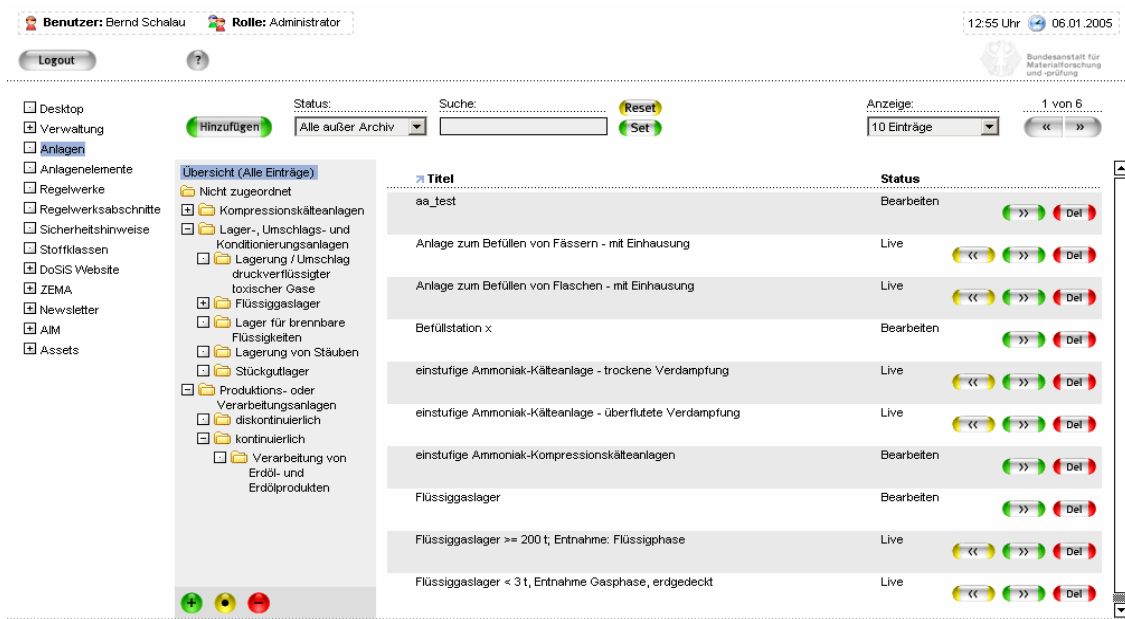 Benutzer: Bernd Schalau Rolle: Administrator 12:55 Uhr 06.01.2005
Logout ?
Bundesanstalt für
Materialforschung
und -prüfung
Desktop
Verwaltung
Anlagen
Anlagenelemente
Regelwerke
Regelwerksabschnitte
Sicherheitshinweise
Stoffklassen
DoSiS Website
ZEMA
Newsletter
AIM
Assets
Status: Suche: Reset Anzeige: 1 von 6
Hinzufügen Alle außer Archiv Set 10 Einträge << >>
Übersicht (Alle Einträge)
Nicht zugeordnet
Kompressionskälteanlagen
Lager-, Umschlags- und
Konditionierungsanlagen
Lagerung / Umschlag
druckverflüssigter
toxischer Gase
Flüssiggaslager
Lager für brennbare
Flüssigkeiten
Lagerung von Stäuben
Stückgutlager
Produktions- oder
Verarbeitungsanlagen
diskontinuierlich
kontinuierlich
Verarbeitung von
Erdöl- und
Erdölprodukten
Titel Status
aa_test Bearbeiten
>> Del
Anlage zum Befüllen von Fässern - mit Einhausung Live
<< >> Del
Anlage zum Befüllen von Flaschen - mit Einhausung Live
<< >> Del
Befüllstation x Bearbeiten
>> Del
einstufige Ammoniak-Kälteanlage - trockene Verdampfung Live
<< >> Del
einstufige Ammoniak-Kälteanlage - überflutete Verdampfung Live
<< >> Del
einstufige Ammoniak-Kompressionskälteanlagen Bearbeiten
>> Del
Flüssiggaslager Bearbeiten
>> Del
Flüssiggaslager >= 200 t; Entnahme: Flüssigphase Live
<< >> Del
Flüssiggaslager < 3 t, Entnahme Gasphase, erdgedeckt Live
<< >> Del